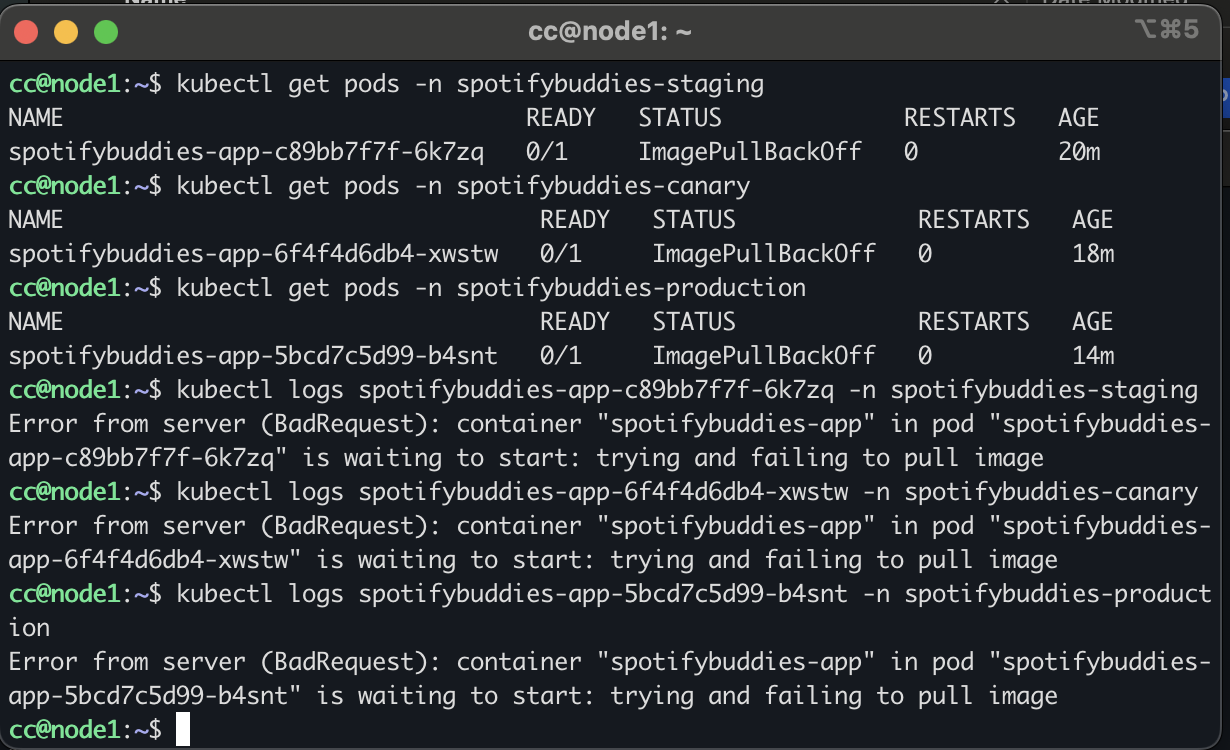 Name
Date Modified
cc@node1: ~
⌥⌘5
cc@node1:~$ kubectl get pods -n spotifybuddies-staging
NAME READY STATUS RESTARTS AGE
spotifybuddies-app-c89bb7f7f-6k7zq 0/1 ImagePullBackOff 0 20m
cc@node1:~$ kubectl get pods -n spotifybuddies-canary
NAME READY STATUS RESTARTS AGE
spotifybuddies-app-6f4f4d6db4-xwstw 0/1 ImagePullBackOff 0 18m
cc@node1:~$ kubectl get pods -n spotifybuddies-production
NAME READY STATUS RESTARTS AGE
spotifybuddies-app-5bcd7c5d99-b4snt 0/1 ImagePullBackOff 0 14m
cc@node1:~$ kubectl logs spotifybuddies-app-c89bb7f7f-6k7zq -n spotifybuddies-staging
Error from server (BadRequest): container "spotifybuddies-app" in pod "spotifybuddies-
app-c89bb7f7f-6k7zq" is waiting to start: trying and failing to pull image
cc@node1:~$ kubectl logs spotifybuddies-app-6f4f4d6db4-xwstw -n spotifybuddies-canary
Error from server (BadRequest): container "spotifybuddies-app" in pod "spotifybuddies-
app-6f4f4d6db4-xwstw" is waiting to start: trying and failing to pull image
cc@node1:~$ kubectl logs spotifybuddies-app-5bcd7c5d99-b4snt -n spotifybuddies-product
ion
Error from server (BadRequest): container "spotifybuddies-app" in pod "spotifybuddies-
app-5bcd7c5d99-b4snt" is waiting to start: trying and failing to pull image
cc@node1:~$